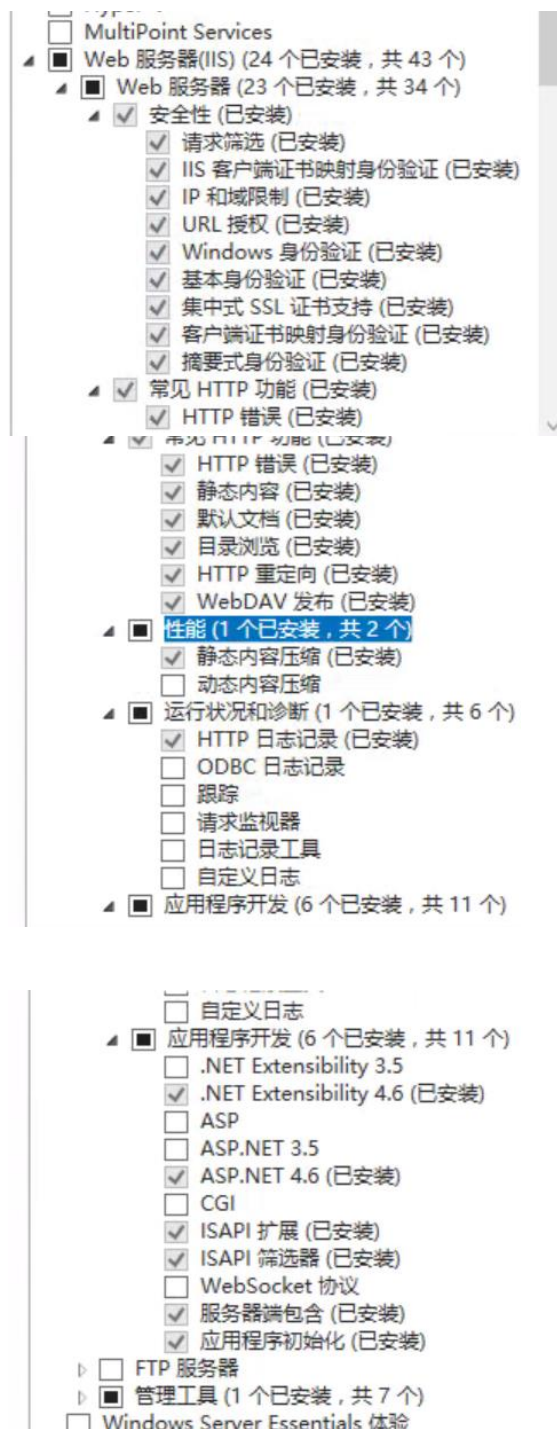 MultiPoint Services
Web 服务器(IIS) (24 个已安装，共 43 个)
Web 服务器 (23 个已安装，共 34 个)
安全性 (已安装)
请求筛选 (已安装)
IIS 客户端证书映射身份验证 (已安装)
IP 和域限制 (已安装)
URL 授权 (已安装)
Windows 身份验证 (已安装)
基本身份验证 (已安装)
集中式 SSL 证书支持 (已安装)
客户端证书映射身份验证 (已安装)
摘要式身份验证 (已安装)
常见 HTTP 功能 (已安装)
HTTP 错误 (已安装)
常见 HTTP 功能 (已安装)
HTTP 错误 (已安装)
静态内容 (已安装)
默认文档 (已安装)
目录浏览 (已安装)
HTTP 重定向 (已安装)
WebDAV 发布 (已安装)
性能 (1 个已安装，共 2 个)
静态内容压缩 (已安装)
动态内容压缩
运行状况和诊断 (1 个已安装，共 6 个)
HTTP 日志记录 (已安装)
ODBC 日志记录
跟踪
请求监视器
日志记录工具
自定义日志
应用程序开发 (6 个已安装，共 11 个)
自定义日志
应用程序开发 (6 个已安装，共 11 个)
.NET Extensibility 3.5
.NET Extensibility 4.6 (已安装)
ASP
ASP.NET 3.5
ASP.NET 4.6 (已安装)
CGI
ISAPI 扩展 (已安装)
ISAPI 筛选器 (已安装)
WebSocket 协议
服务器端包含 (已安装)
应用程序初始化 (已安装)
FTP 服务器
管理工具 (1 个已安装，共 7 个)
Windows Server Essentials 体验